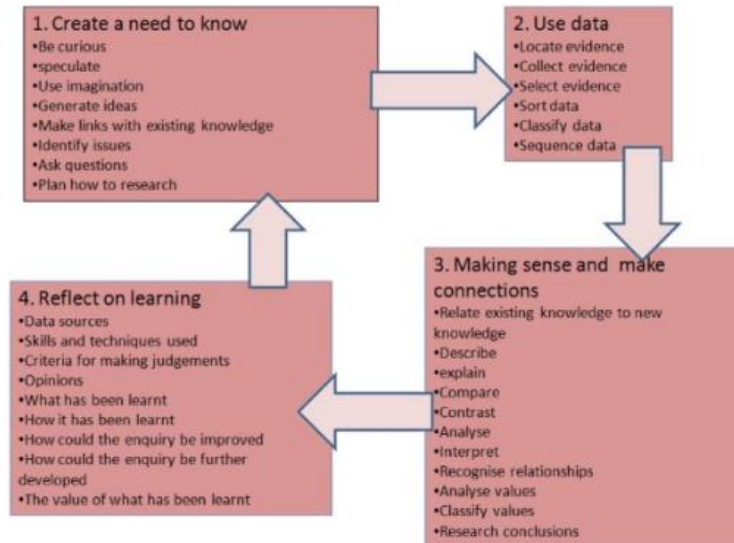 1. Create a need to know
•Be curious
•speculate
•Use imagination
•Generate ideas
•Make links with existing knowledge
•Identify issues
•Ask questions
•Plan how to research
2. Use data
•Locate evidence
•Collect evidence
•Select evidence
•Sort data
•Classify data
•Sequence data
3. Making sense and make
connections
•Relate existing knowledge to new
knowledge
•Describe
•explain
•Compare
•Contrast
•Analyse
•Interpret
•Recognise relationships
•Analyse values
•Classify values
•Research conclusions
4. Reflect on learning
•Data sources
•Skills and techniques used
•Criteria for making judgements
•Opinions
•What has been learnt
•How it has been learnt
•How could the enquiry be improved
•How could the enquiry be further
developed
•The value of what has been learnt